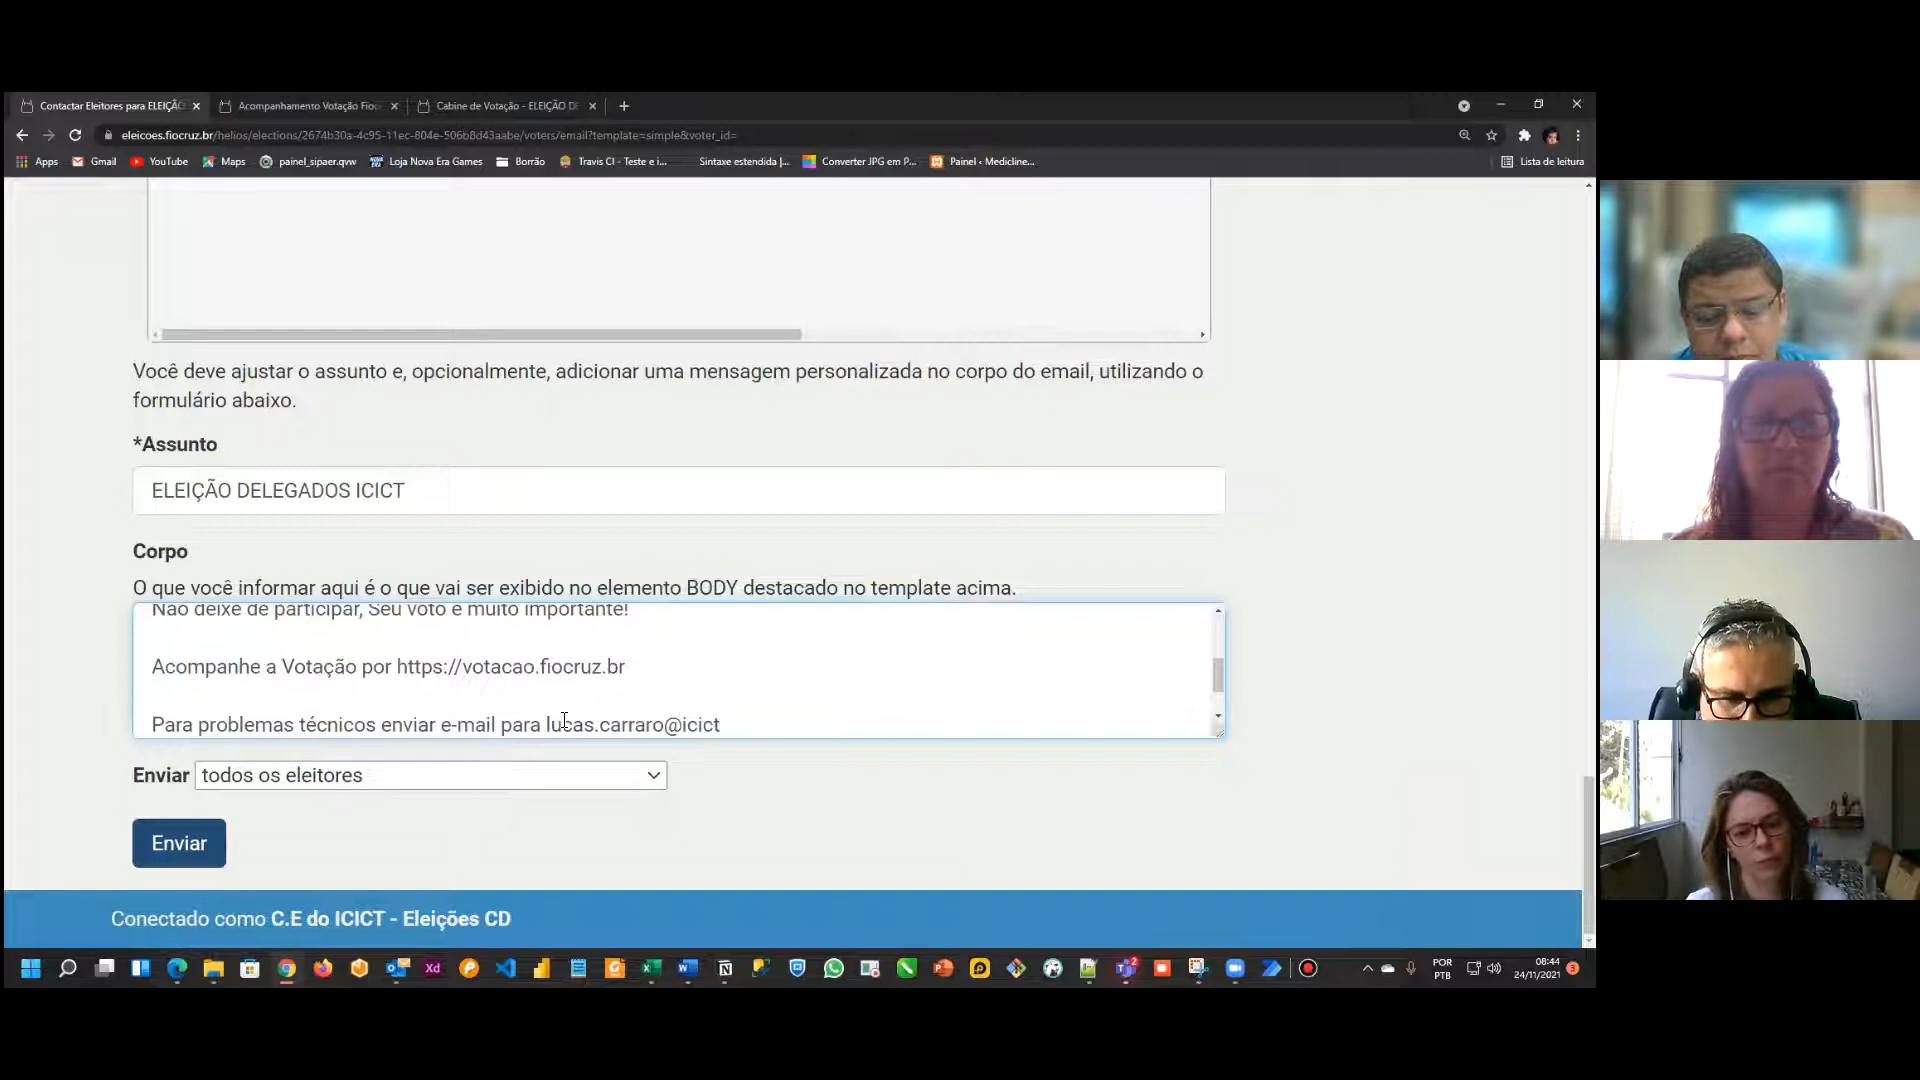 Contactar Eleitores para ELEIÇÃ
Acompanhamento Votação Fioc
Cabine de Votação - ELEIÇÃO DE
eleicoes.fiocruz.br/helios/elections/2674b30a-4c95-11ec-804e-506b8d43aabe/voters/email?template=simple&voter_id=
Apps Gmail YouTube Maps painel_sipaer.qvw Loja Nova Era Games Borrão Travis CI - Teste e i... Sintaxe estendida |... Converter JPG em P... Painel ‹ Medicline... Lista de leitura
Você deve ajustar o assunto e, opcionalmente, adicionar uma mensagem personalizada no corpo do email, utilizando o
formulário abaixo.
*Assunto
ELEIÇÃO DELEGADOS ICICT
Corpo
O que você informar aqui é o que vai ser exibido no elemento BODY destacado no template acima.
Não deixe de participar, Seu voto é muito importante!
Acompanhe a Votação por https://votacao.fiocruz.br
Para problemas técnicos enviar e-mail para lucas.carraro@icict
Enviar todos os eleitores
Enviar
Conectado como C.E do ICICT - Eleições CD
POR
PTB
08:44
24/11/2021
3